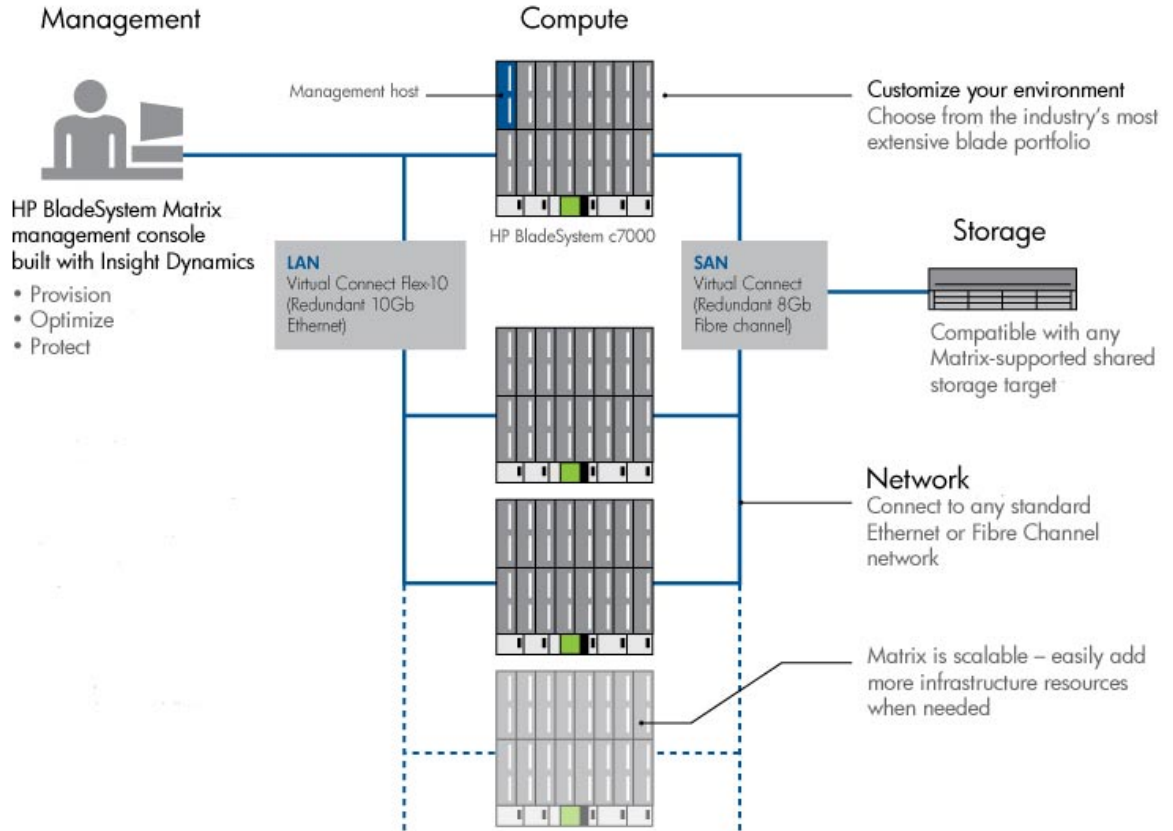 Management
Compute
Management host
Customize your environment
Choose from the industry's most
extensive blade portfolio
HP BladeSystem Matrix
management console
built with Insight Dynamics
• Provision
• Optimize
• Protect
HP BladeSystem c7000
LAN
Virtual Connect Flex-10
(Redundant 10Gb
Ethernet)
SAN
Virtual Connect
(Redundant 8Gb
Fibre channel)
Storage
Compatible with any
Matrix-supported shared
storage target
Network
Connect to any standard
Ethernet or Fibre Channel
network
Matrix is scalable – easily add
more infrastructure resources
when needed